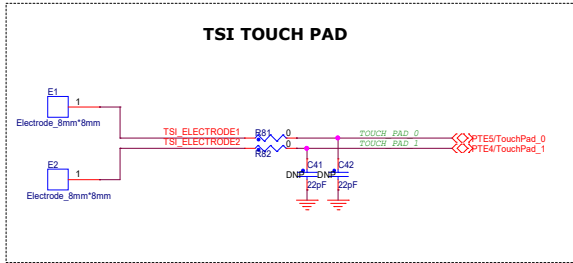 TSI TOUCH PAD
E1
1
Electrode_8mm*8mm
TSI_ELECTRODE1
R81
0
TOUCH_PAD_0
PTE5/TouchPad_0
TSI_ELECTRODE2
R82
0
TOUCH_PAD_1
PTE4/TouchPad_1
E2
1
Electrode_8mm*8mm
C41
DNP
22pF
C42
DNP
22pF